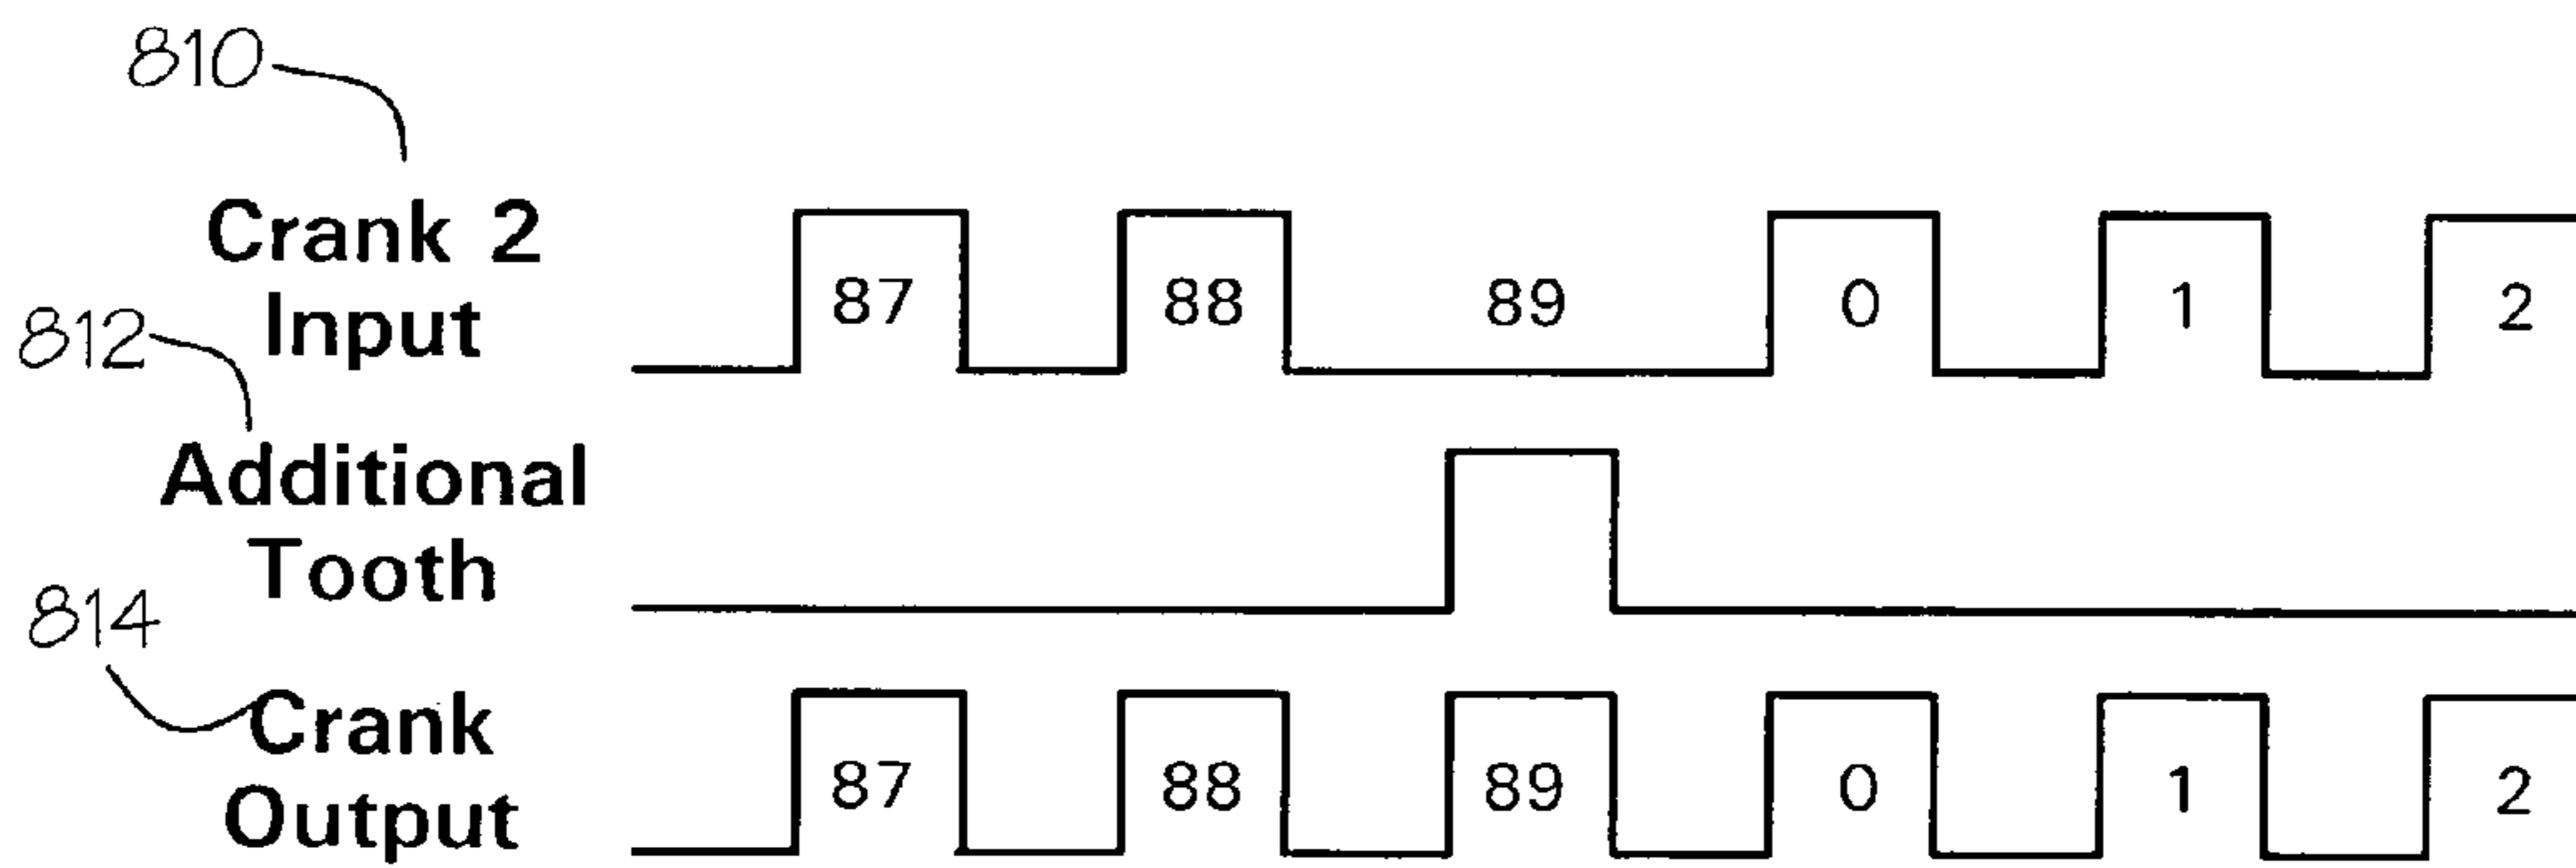 810
Crank 2
Input
87 88 89 0 1 2
812
Additional
Tooth
814
Crank
Output
87 88 89 0 1 2